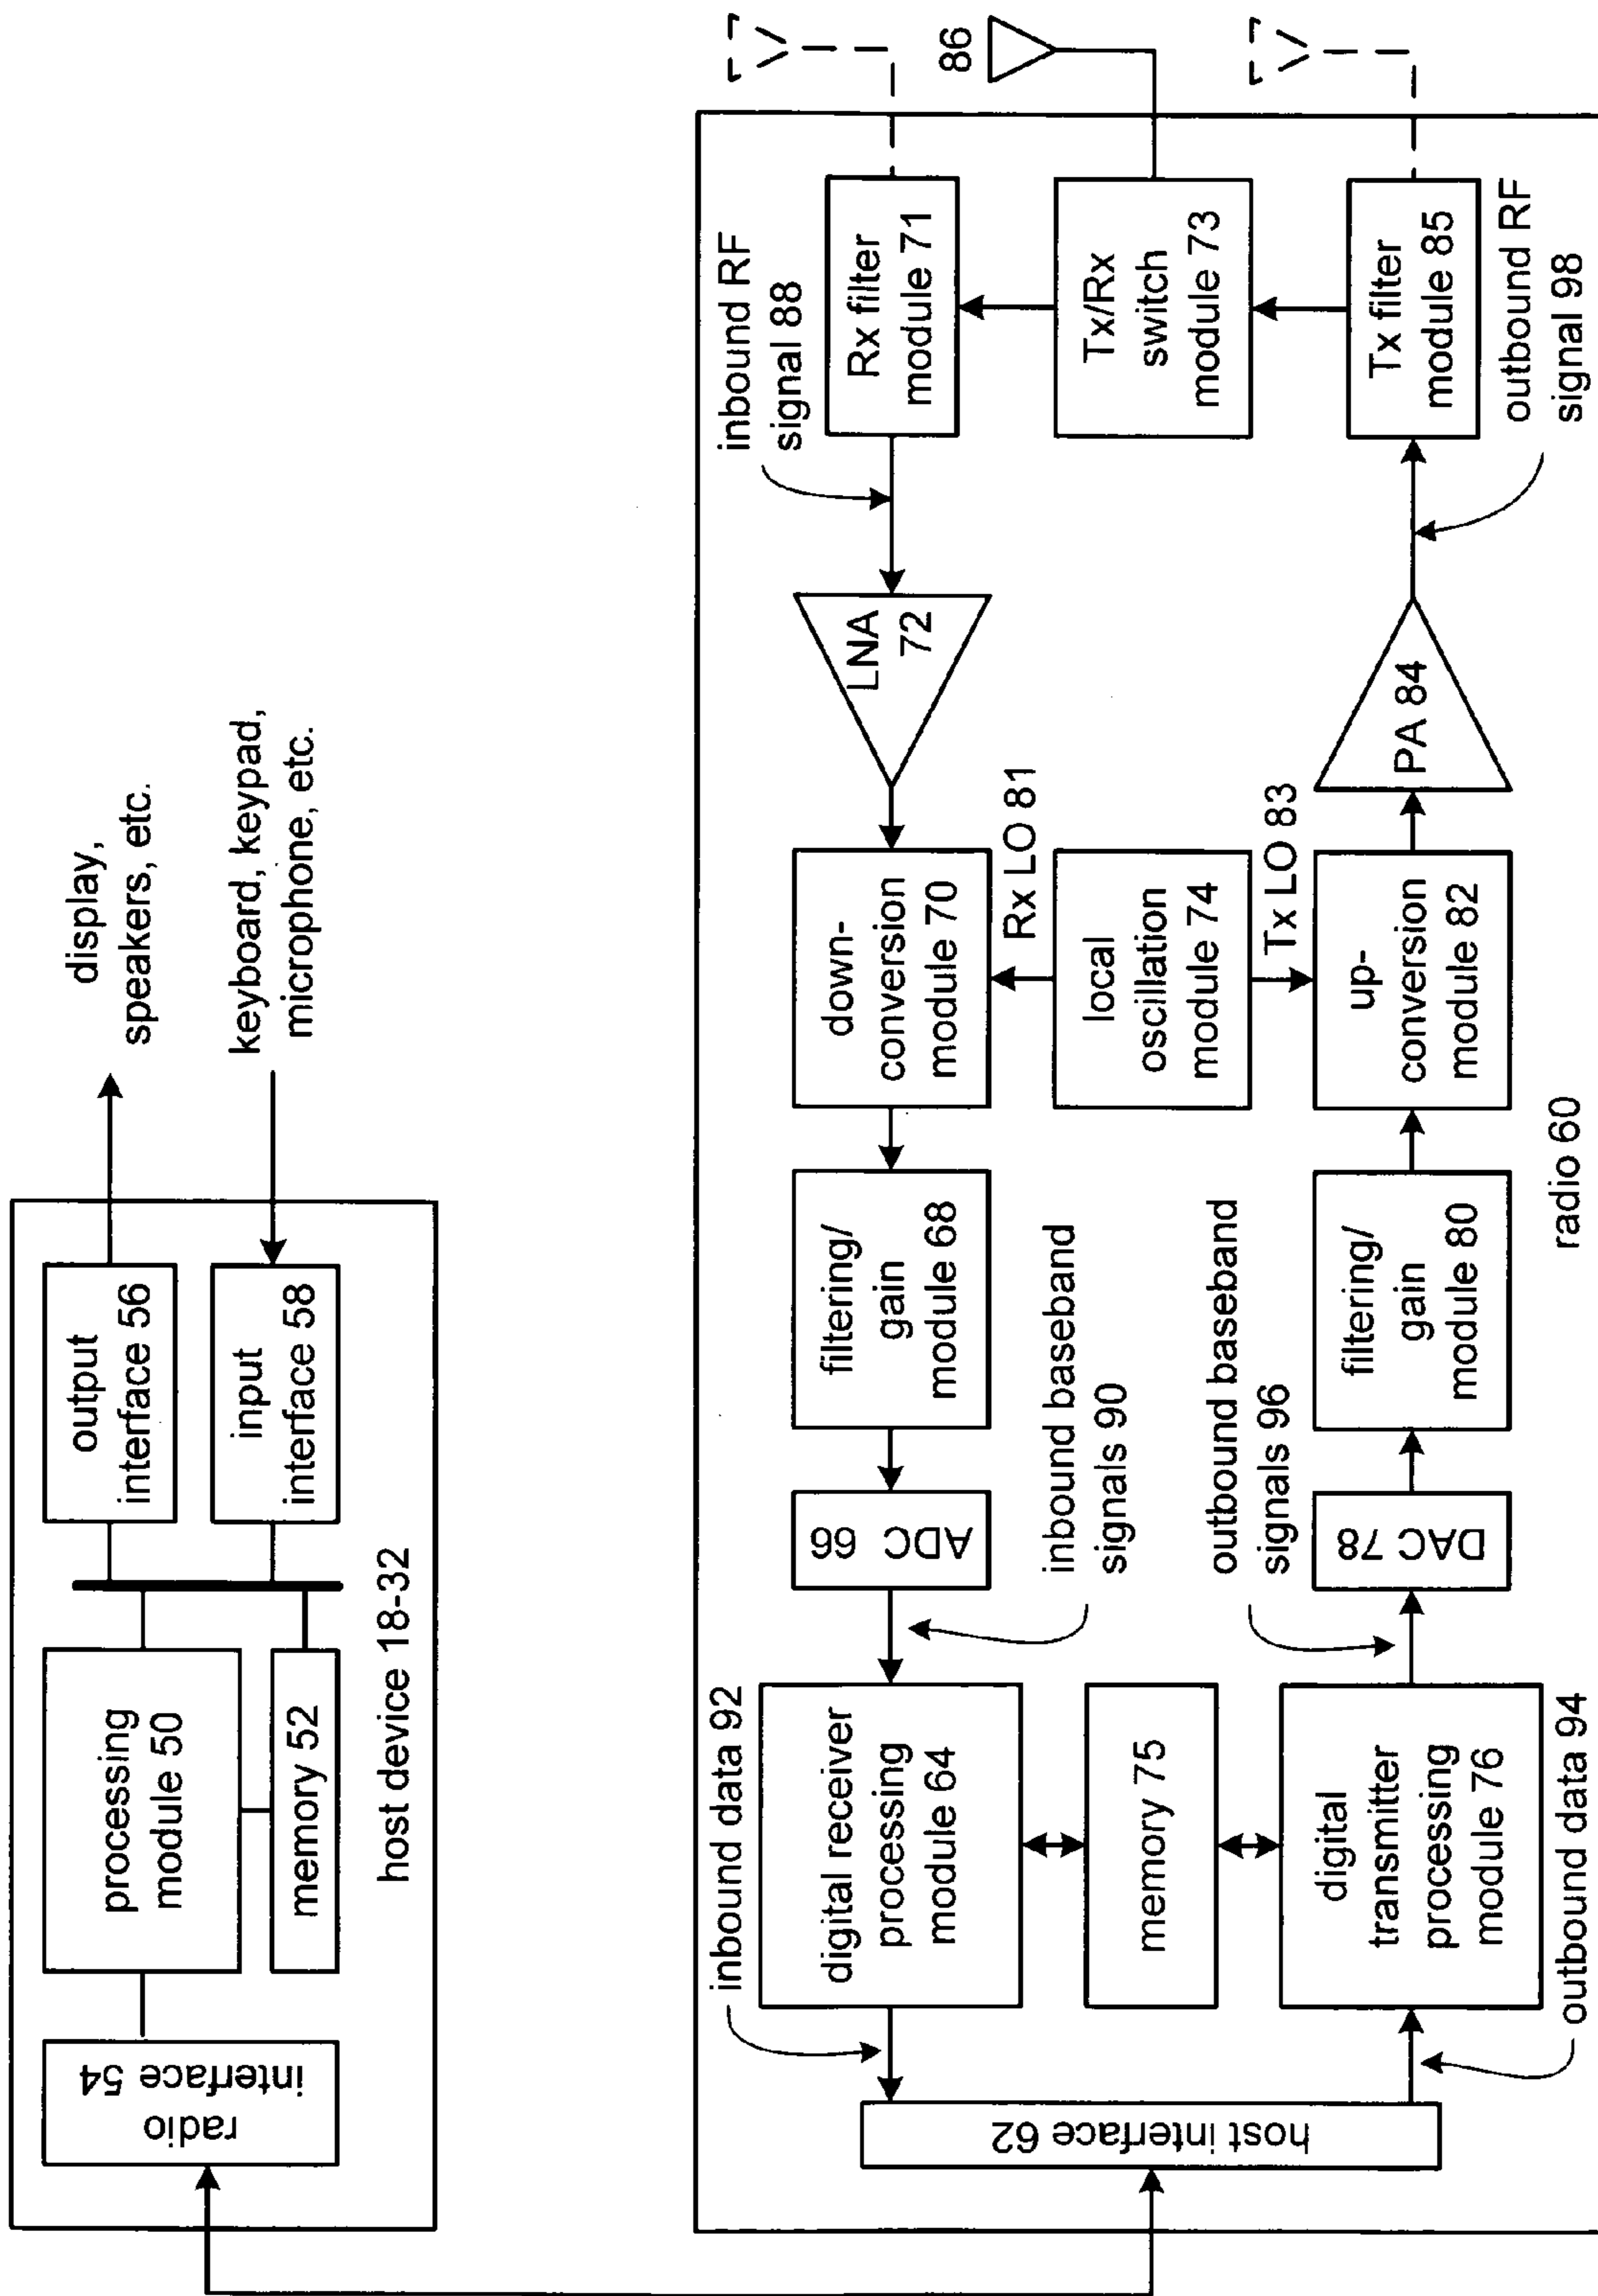 radio
interface 54
processing
module 50
memory 52
output
interface 56
input
interface 58
display,
speakers, etc.
keyboard, keypad,
microphone, etc.
host device 18-32
host interface 62
inbound data 92
digital receiver
processing
module 64
memory 75
digital
transmitter
processing
module 76
outbound data 94
ADC 66
inbound baseband
signals 90
outbound baseband
signals 96
DAC 78
filtering/
gain
module 68
filtering/
gain
module 80
down-
conversion
module 70
Rx LO 81
local
oscillation
module 74
Tx LO 83
up-
conversion
module 82
radio 60
LNA
72
PA 84
inbound RF
signal 88
Rx filter
module 71
Tx/Rx
switch
module 73
Tx filter
module 85
outbound RF
signal 98
86